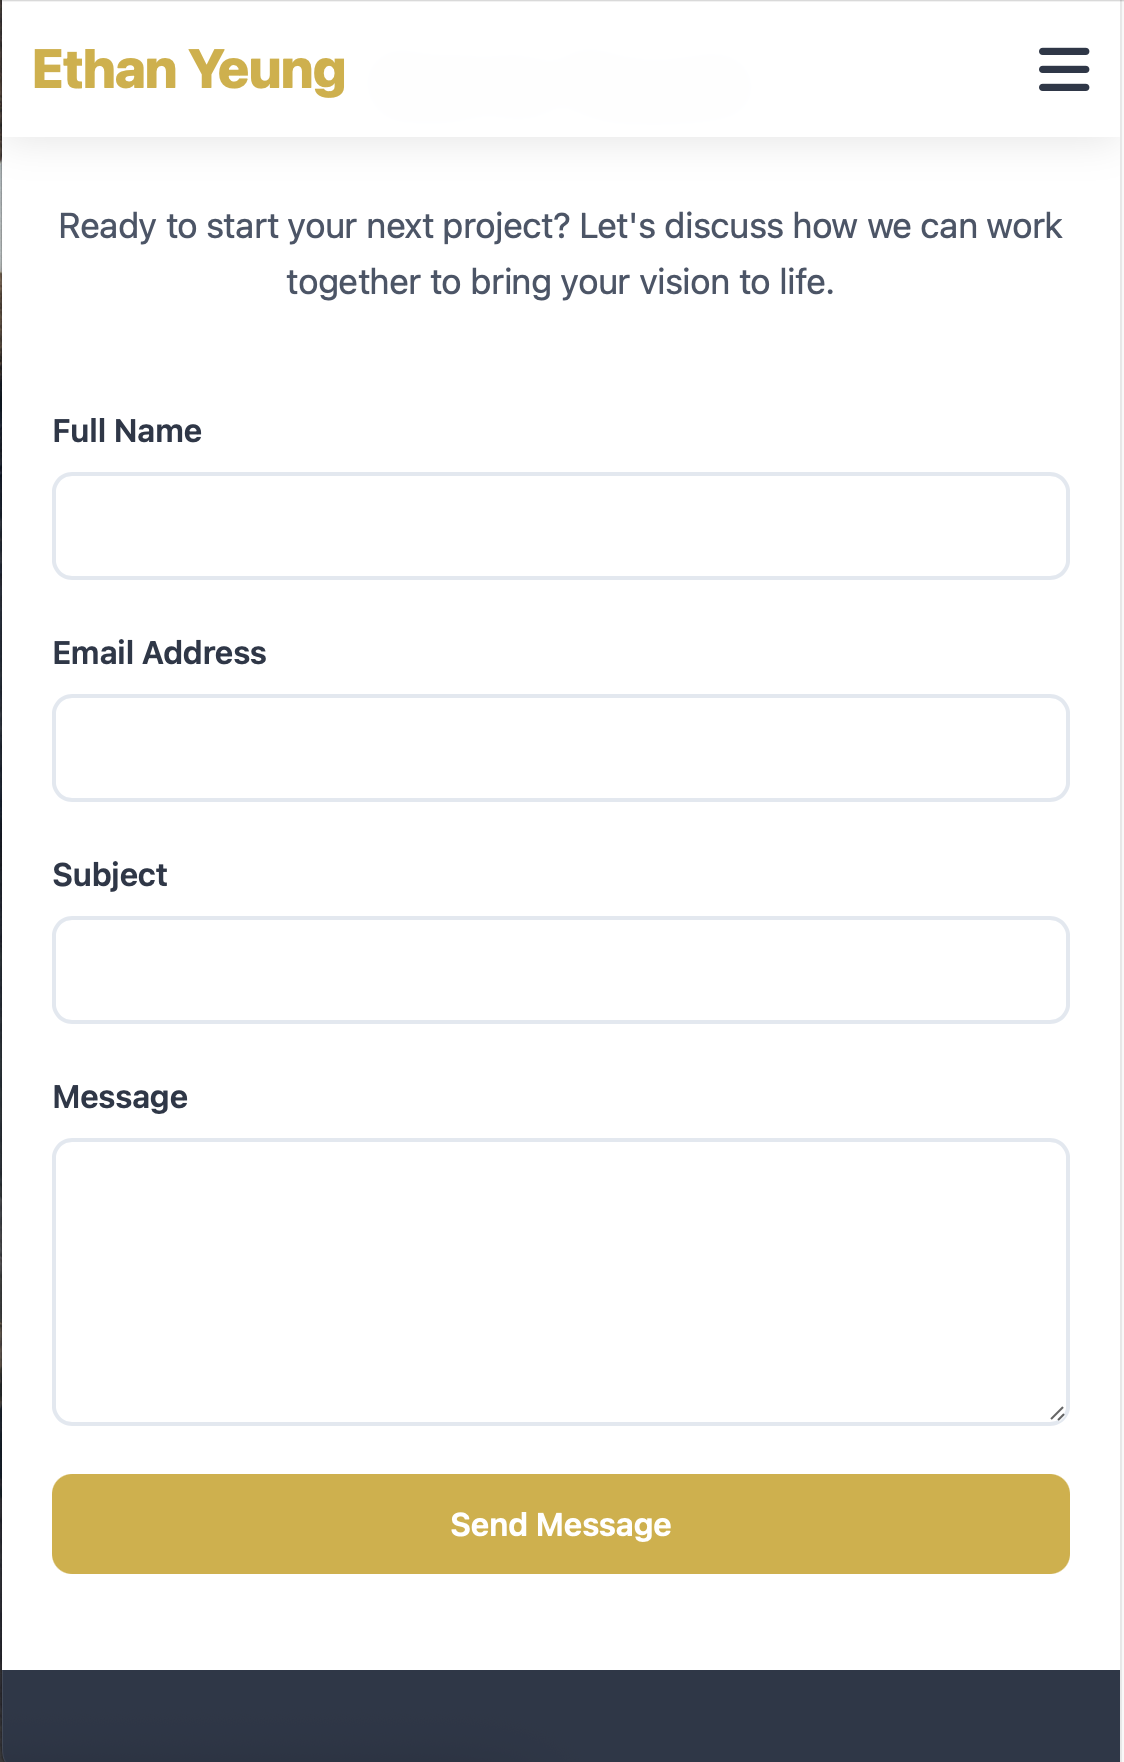 Ethan Yeung
Ready to start your next project? Let's discuss how we can work
together to bring your vision to life.
Full Name
Email Address
Subject
Message
Send Message